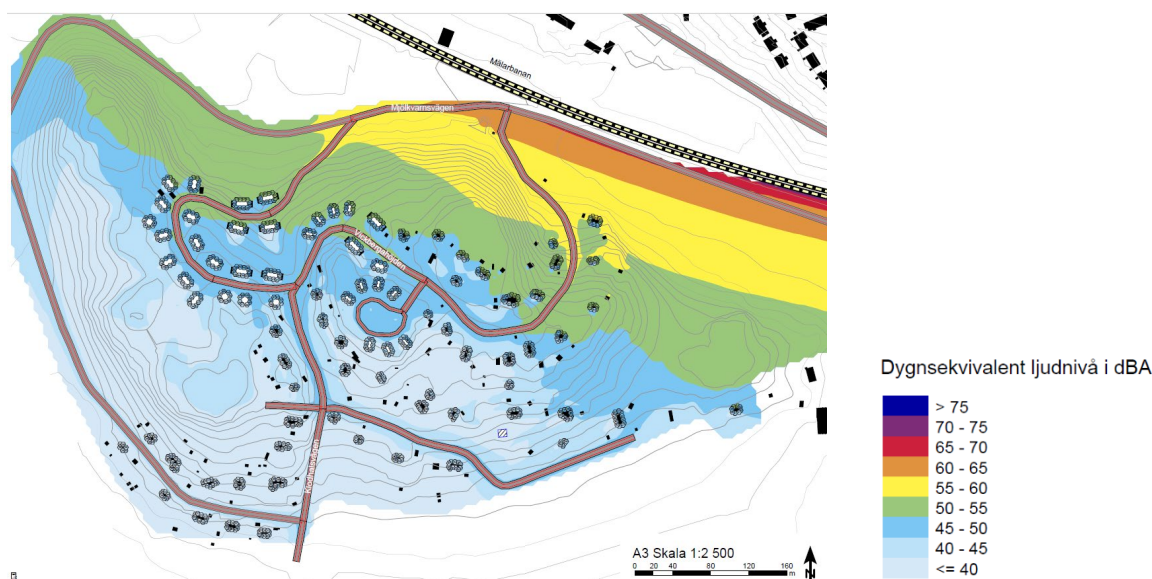 Mälarbanan
Mjölkvarnsvägen
Dygnsekvivalent ljudnivå i dBA
> 75
70 - 75
65 - 70
60 - 65
55 - 60
50 - 55
45 - 50
40 - 45
<= 40
A3 Skala 1:2 500
0 20 40 80 120 160
m
N